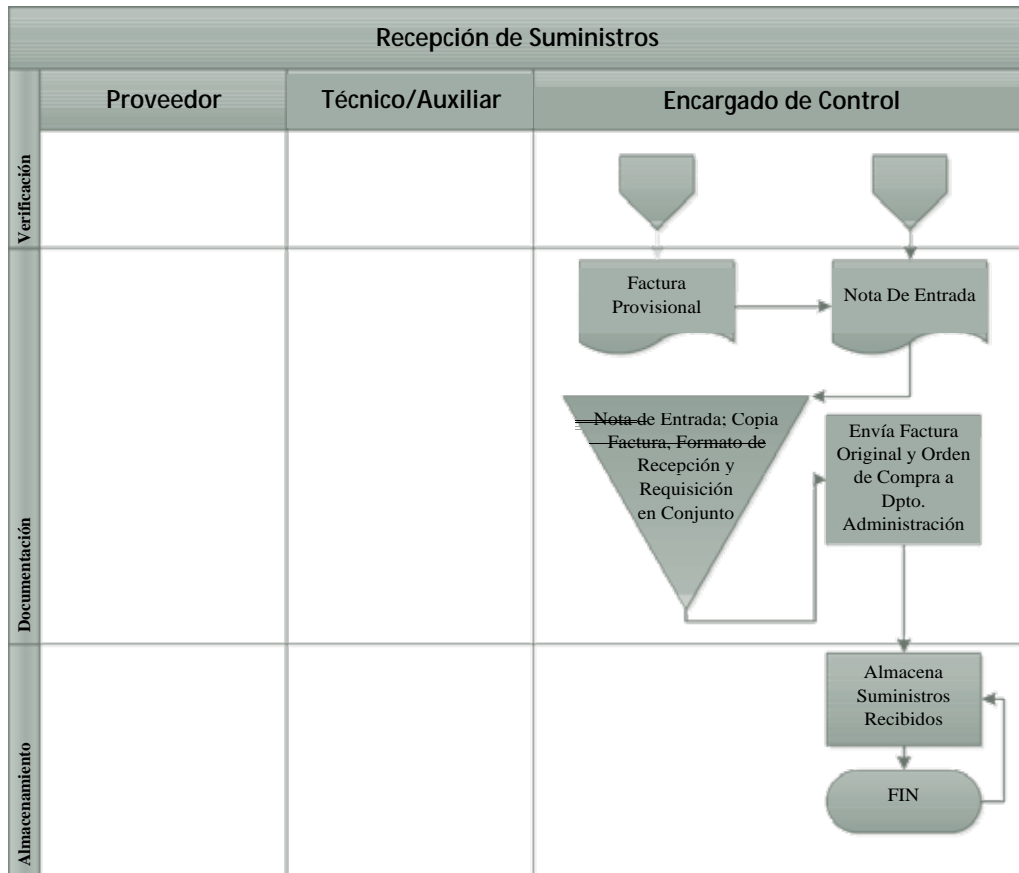 Recepción de Suministros
Proveedor
Técnico/Auxiliar
Encargado de Control
Verificación
Factura
Provisional
Nota De Entrada
Documentación
Nota de Entrada; Copia
Factura, Formato de
Recepción y
Requisición
en Conjunto
Envía Factura
Original y Orden
de Compra a
Dpto.
Administración
Almacenamiento
Almacena
Suministros
Recibidos
FIN